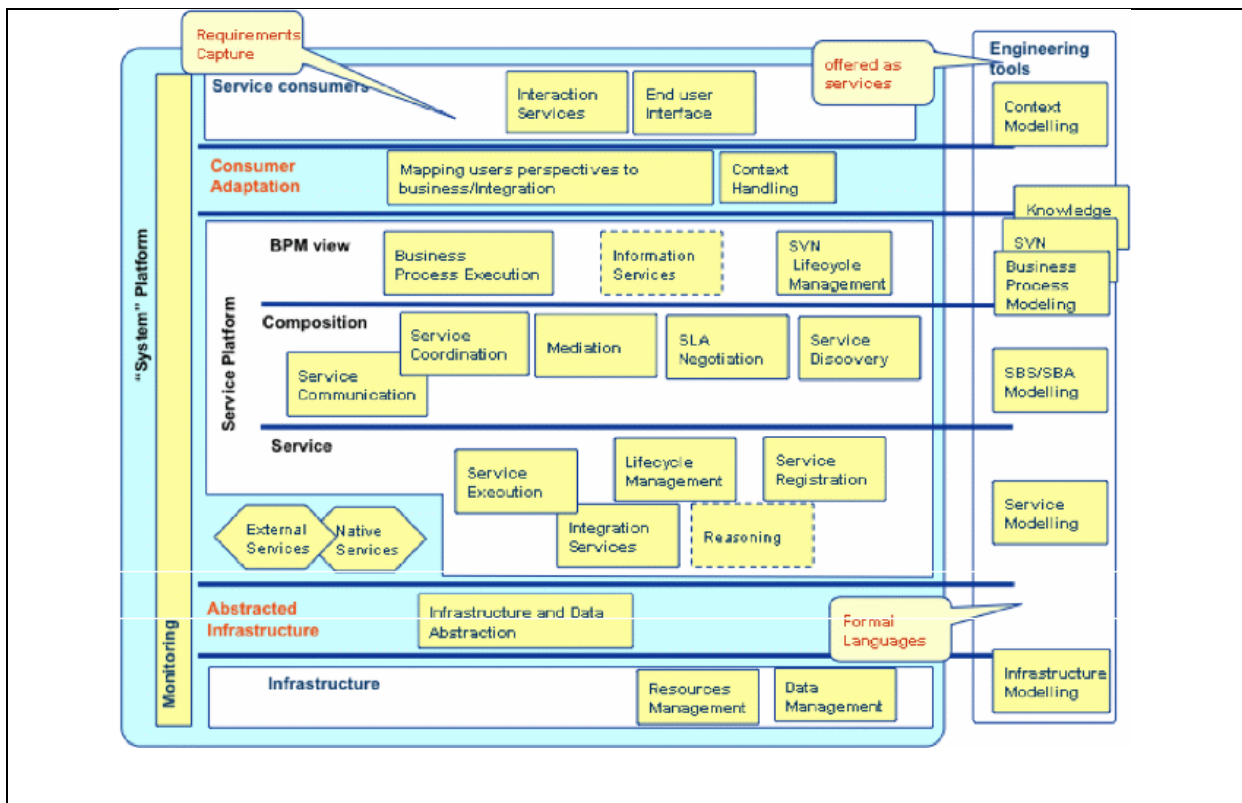 Requirements
Capture
offered as
services
Engineering
tools
Service consumers
Interaction
Services
End user
Interface
Context
Modelling
Consumer
Adaptation
Mapping users perspectives to
business/Integration
Context
Handling
Knowledge
SVN
Business
Process
Modeling
"System" Platform
Monitoring
Service Platform
BPM view
Business
Process Execution
Information
Services
SVN
Lifecycle
Management
Composition
Service
Coordination
Mediation
SLA
Negotiation
Service
Discovery
Service
Communication
SBS/SBA
Modelling
Service
Service
Execution
Lifecycle
Management
Service
Registration
Integration
Services
Reasoning
Service
Modelling
External
Services
Native
Services
Abstracted
Infrastructure
Infrastructure and Data
Abstraction
Formal
Languages
Infrastructure
Resources
Management
Data
Management
Infrastructure
Modelling